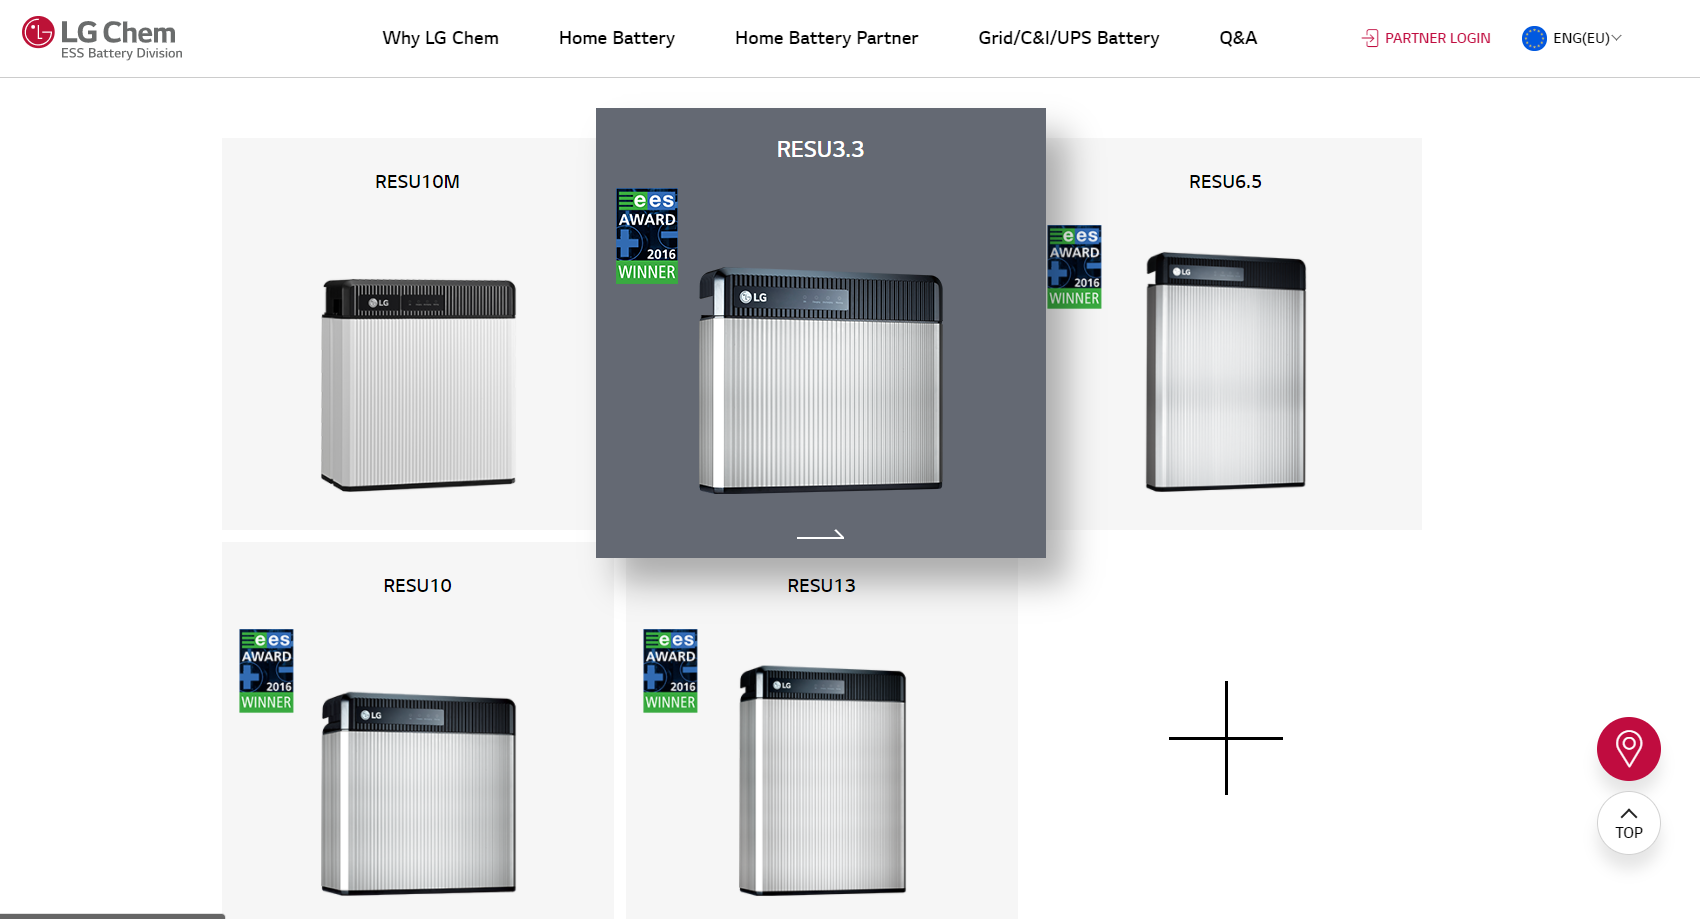 LG Chem
ESS Battery Division
Why LG Chem
Home Battery
Home Battery Partner
Grid/C&I/UPS Battery
Q&A
PARTNER LOGIN
ENG(EU)
RESU10M
LG
RESU3.3
ees
AWARD
2016
WINNER
LG
RESU6.5
ees
AWARD
2016
WINNER
LG
RESU10
ees
AWARD
2016
WINNER
LG
RESU13
ees
AWARD
2016
WINNER
LG
TOP